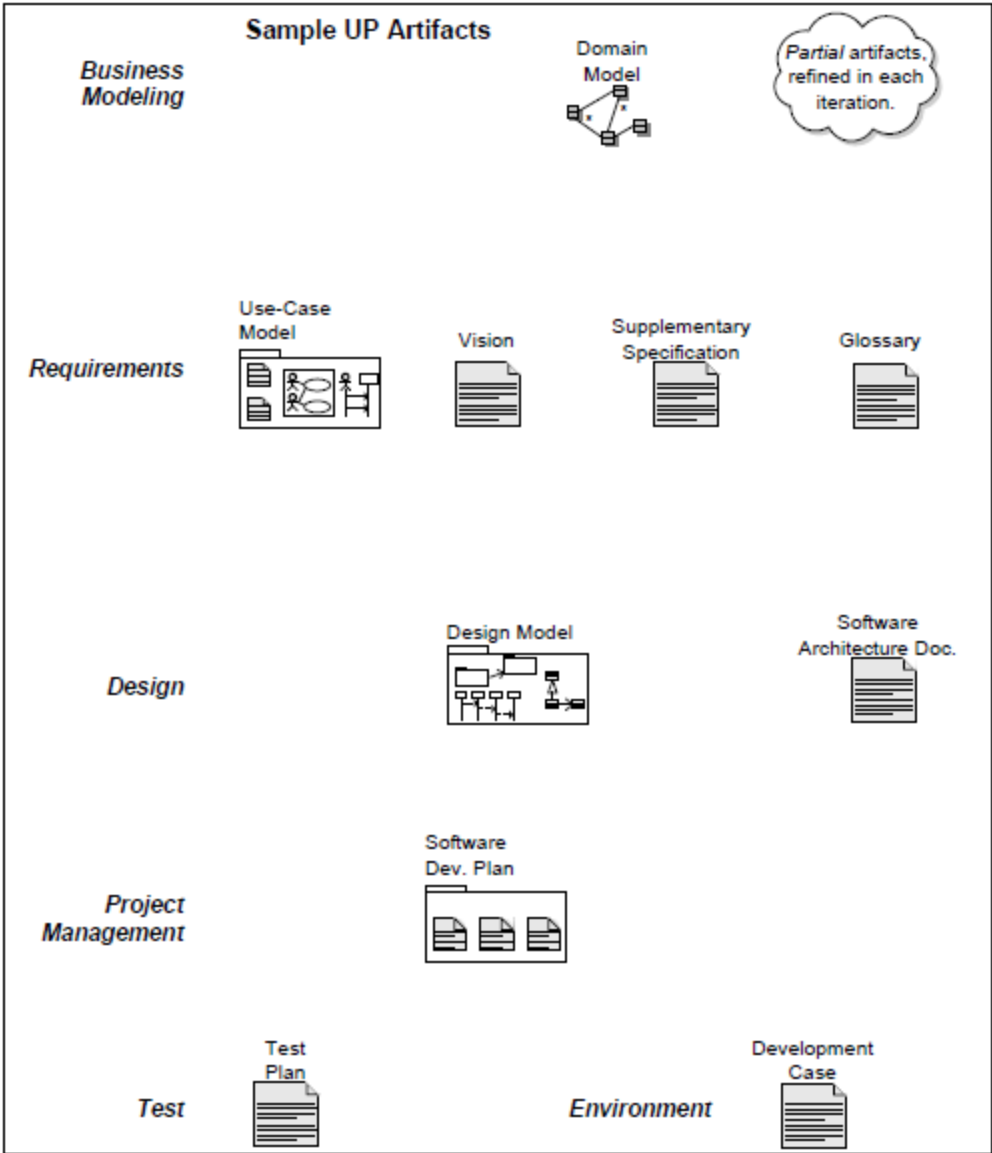 Sample UP Artifacts
Business
Modeling
Domain
Model
*
*
Partial artifacts,
refined in each
iteration.
Requirements
Use-Case
Model
Vision
Supplementary
Specification
Glossary
Design
Design Model
Software
Architecture Doc.
Project
Management
Software
Dev. Plan
Test
Test
Plan
Environment
Development
Case